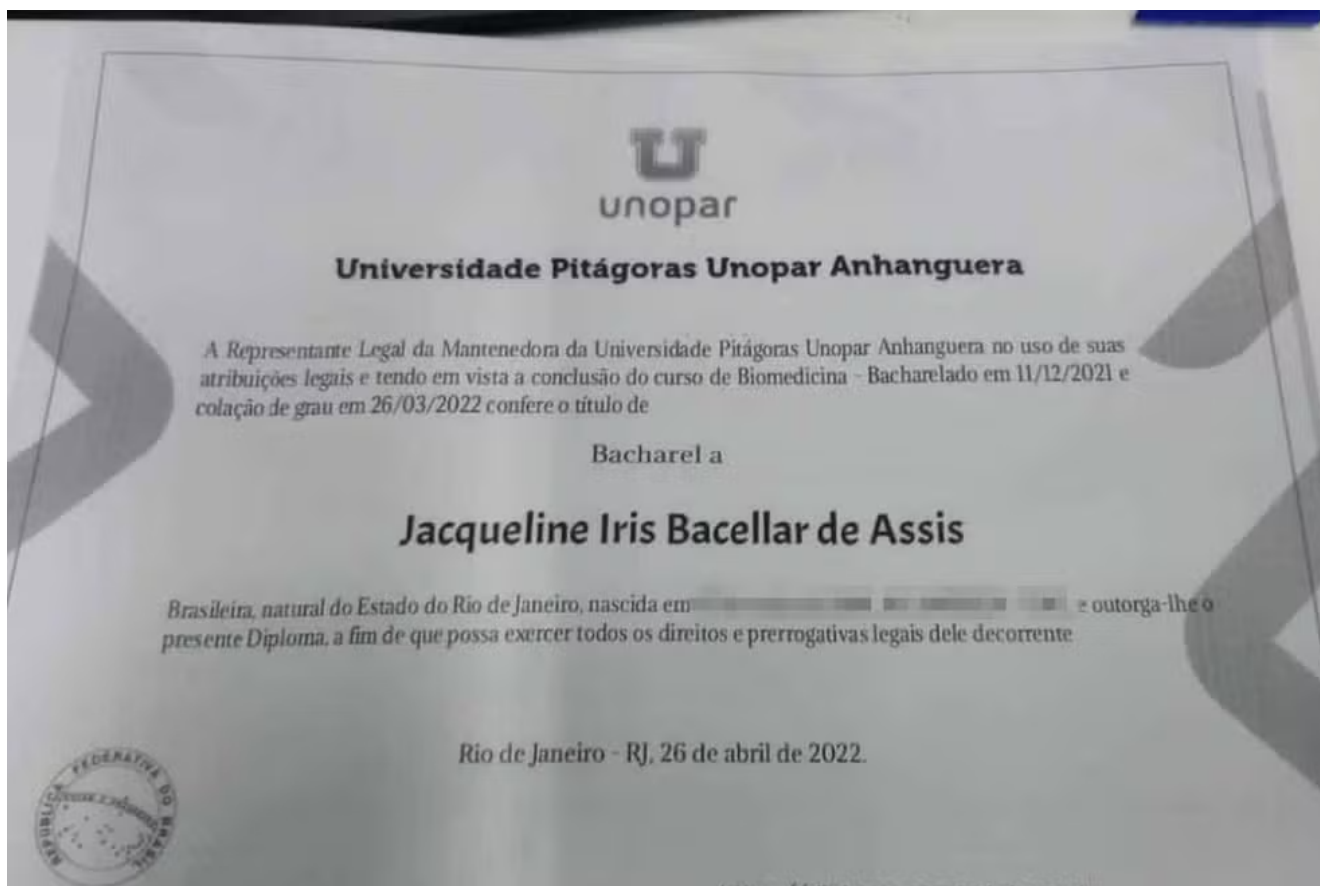 unopar
Universidade Pitágoras Unopar Anhanguera
A Representante Legal da Mantenedora da Universidade Pitágoras Unopar Anhanguera no uso de suas
atribuições legais e tendo em vista a conclusão do curso de Biomedicina - Bacharelado em 11/12/2021 e
colação de grau em 26/03/2022 confere o título de
Bacharel a
Jacqueline Iris Bacellar de Assis
Brasileira, natural do Estado do Rio de Janeiro, nascida em e outorga-lhe o
presente Diploma, a fim de que possa exercer todos os direitos e prerrogativas legais dele decorrente
Rio de Janeiro - RJ, 26 de abril de 2022.
REPÚBLICA FEDERATIVA DO BRASIL